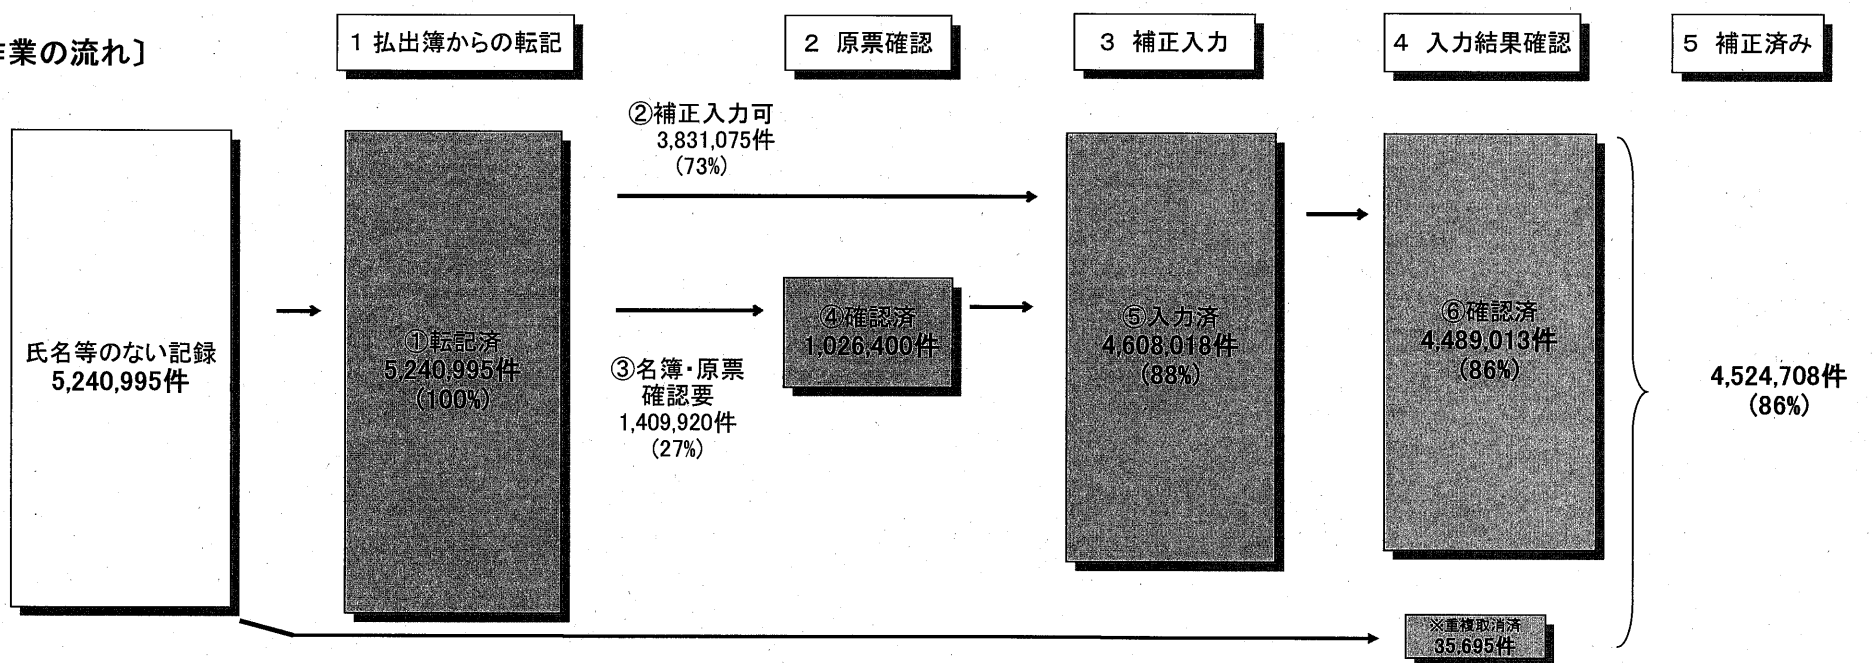 業の流れ〕
1 払出簿からの転記
2 原票確認
3 補正入力
4 入力結果確認
5 補正済み
氏名等のない記録
5,240,995件
①転記済
5,240,995件
(100%)
②補正入力可
3,831,075件
(73%)
③名簿・原票
確認要
1,409,920件
(27%)
④確認済
1,026,400件
⑤入力済
4,608,018件
(88%)
⑥確認済
4,489,013件
(86%)
※重複取消済
35,695件
4,524,708件
(86%)